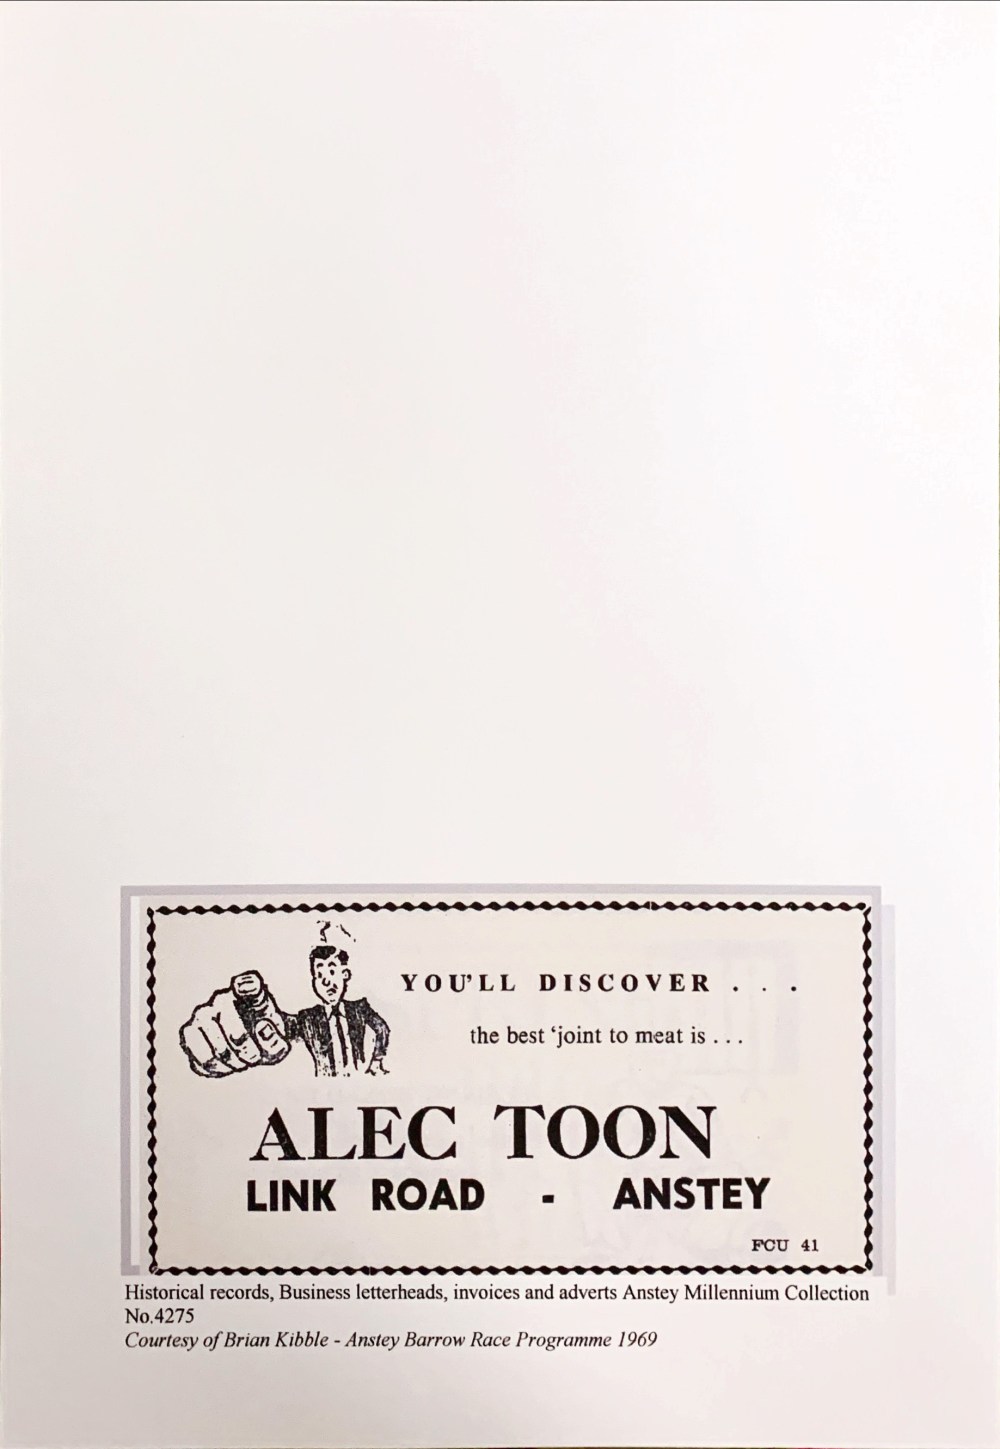 YOU'LL DISCOVER . . .
the best 'joint to meat is . . .
ALEC TOON
LINK ROAD - ANSTEY
FCU 41
Historical records, Business letterheads, invoices and adverts Anstey Millennium Collection
No.4275
Courtesy of Brian Kibble - Anstey Barrow Race Programme 1969